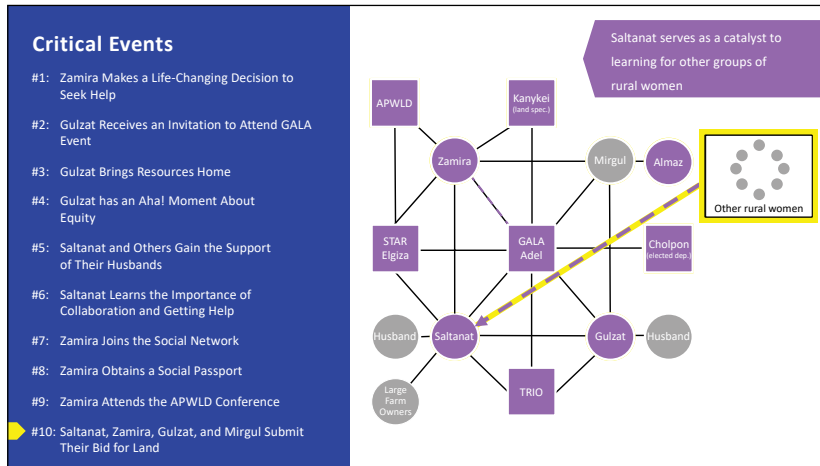 Critical Events
#1: Zamira Makes a Life-Changing Decision to
Seek Help
#2: Gulzat Receives an Invitation to Attend GALA
Event
#3: Gulzat Brings Resources Home
#4: Gulzat has an Aha! Moment About
Equity
#5: Saltanat and Others Gain the Support
of Their Husbands
#6: Saltanat Learns the Importance of
Collaboration and Getting Help
#7: Zamira Joins the Social Network
#8: Zamira Obtains a Social Passport
#9: Zamira Attends the APWLD Conference
#10: Saltanat, Zamira, Gulzat, and Mirgul Submit
Their Bid for Land
Saltanat serves as a catalyst to
learning for other groups of
rural women
APWLD
Kanykei
(land spec.)
Zamira
Mirgul
Almaz
Other rural women
STAR
Elgiza
GALA
Adel
Cholpon
(elected dep.)
Husband
Saltanat
Gulzat
Husband
Large
Farm
Owners
TRIO